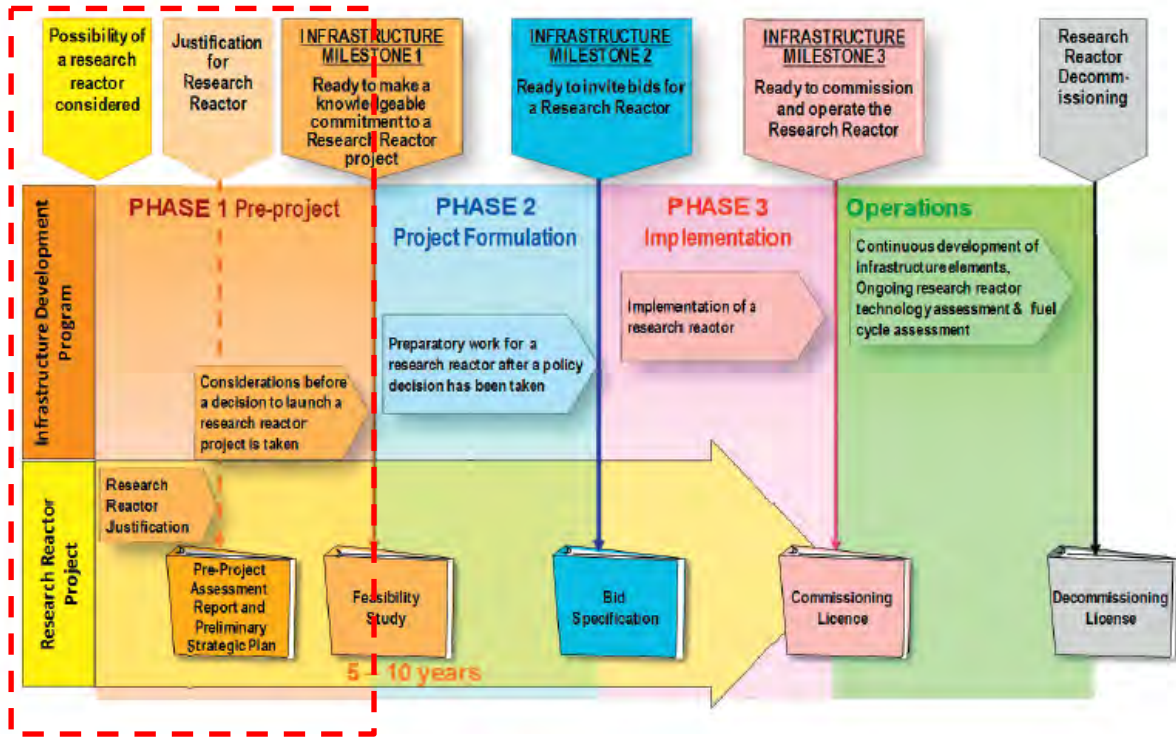 Possibility of
a research
reactor
considered
Justification
for
Research
Reactor
INFRASTRUCTURE
MILESTONE 1
Ready to make a
knowledgeable
commitment to a
Research Reactor
project
INFRASTRUCTURE
MILESTONE 2
Ready to invite bids for
a Research Reactor
INFRASTRUCTURE
MILESTONE 3
Ready to commission
and operate the
Research Reactor
Research
Reactor
Decomm-
issioning
Infrastructure Development
Program
PHASE 1 Pre-project
PHASE 2
Project Formulation
PHASE 3
Implementation
Operations
Considerations before
a decision to launch a
research reactor
project is taken
Preparatory work for a
research reactor after a policy
decision has been taken
Implementation of a
research reactor
Continuous development of
infrastructure elements,
Ongoing research reactor
technology assessment & fuel
cycle assessment
Research Reactor
Project
Research
Reactor
Justification
Pre-Project
Assessment
Report and
Preliminary
Strategic Plan
Feasibility
Study
Bid
Specification
Commissioning
Licence
Decommissioning
License
5 – 10 years